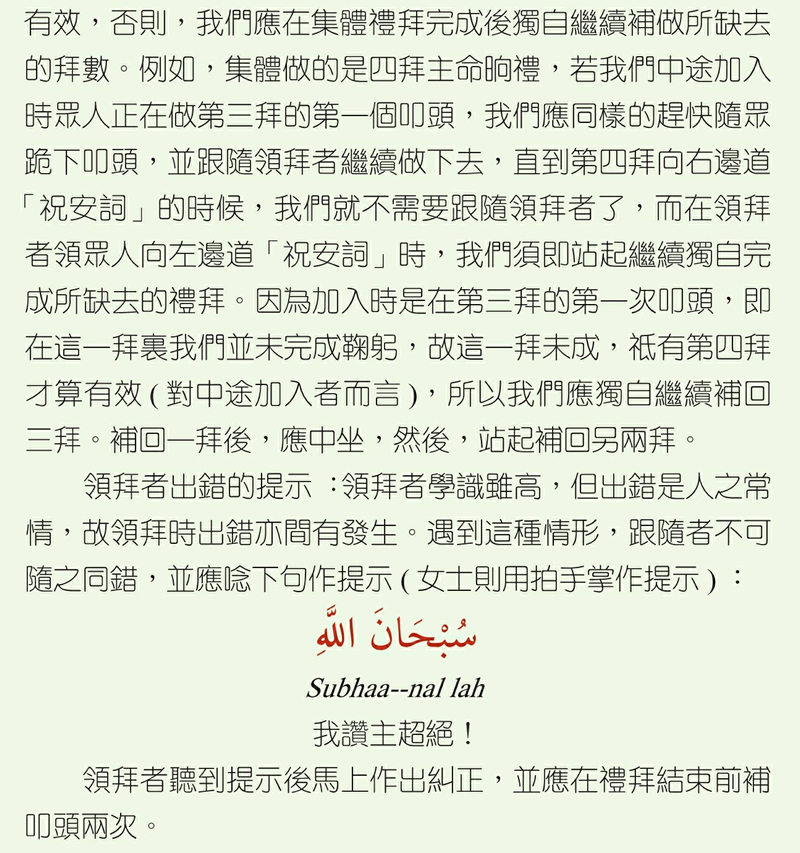 有效，否則，我們應在集體禮拜完成後獨自繼續補做所缺去
的拜數。例如，集體做的是四拜主命晌禮，若我們中途加入
時眾人正在做第三拜的第一個叩頭，我們應同樣的趕快隨眾
跪下叩頭，並跟隨領拜者繼續做下去，直到第四拜向右邊道
「祝安詞」的時候，我們就不需要跟隨領拜者了，而在領拜
者領眾人向左邊道「祝安詞」時，我們須即站起繼續獨自完
成所缺去的禮拜。因為加入時是在第三拜的第一次叩頭，即
在這一拜裏我們並未完成鞠躬，故這一拜未成，祇有第四拜
才算有效(對中途加入者而言)，所以我們應獨自繼續補回
三拜。補回一拜後，應中坐，然後，站起補回另兩拜。
領拜者出錯的提示：領拜者學識雖高，但出錯是人之常
情，故領拜時出錯亦間有發生。遇到這種情形，跟隨者不可
隨之同錯，並應唸下句作提示(女士則用拍手掌作提示)：
سُبْحَانَ اللَّهِ
Subhaa--nal lah
我讚主超絕！
領拜者聽到提示後馬上作出糾正，並應在禮拜結束前補
叩頭兩次。